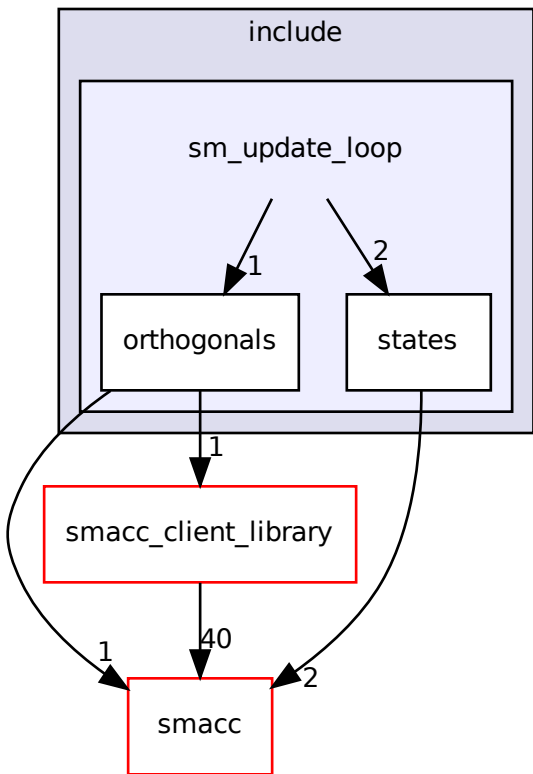 include
sm_update_loop
1
2
orthogonals
states
1
smacc_client_library
40
1
2
smacc